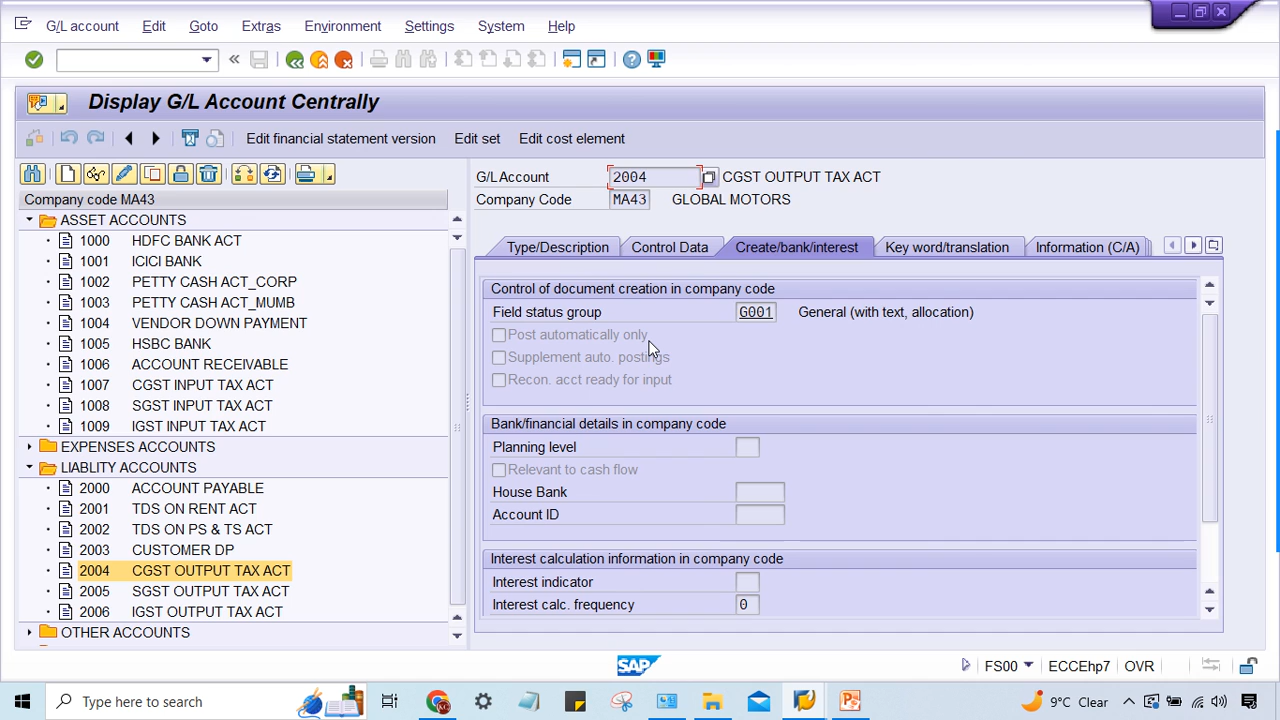 G/L account Edit Goto Extras Environment Settings System Help
Display G/L Account Centrally
Edit financial statement version Edit set Edit cost element
Company code MA43
ASSET ACCOUNTS
1000 HDFC BANK ACT
1001 ICICI BANK
1002 PETTY CASH ACT_CORP
1003 PETTY CASH ACT_MUMB
1004 VENDOR DOWN PAYMENT
1005 HSBC BANK
1006 ACCOUNT RECEIVABLE
1007 CGST INPUT TAX ACT
1008 SGST INPUT TAX ACT
1009 IGST INPUT TAX ACT
EXPENSES ACCOUNTS
LIABLITY ACCOUNTS
2000 ACCOUNT PAYABLE
2001 TDS ON RENT ACT
2002 TDS ON PS & TS ACT
2003 CUSTOMER DP
2004 CGST OUTPUT TAX ACT
2005 SGST OUTPUT TAX ACT
2006 IGST OUTPUT TAX ACT
OTHER ACCOUNTS
G/L Account 2004 CGST OUTPUT TAX ACT
Company Code MA43 GLOBAL MOTORS
Type/Description Control Data Create/bank/interest Key word/translation Information (C/A)
Control of document creation in company code
Field status group G001 General (with text, allocation)
Post automatically only
Supplement auto. postings
Recon. acct ready for input
Bank/financial details in company code
Planning level
Relevant to cash flow
House Bank
Account ID
Interest calculation information in company code
Interest indicator
Interest calc. frequency 0
SAP FS00 ECCEhp7 OVR
Type here to search 9°C Clear